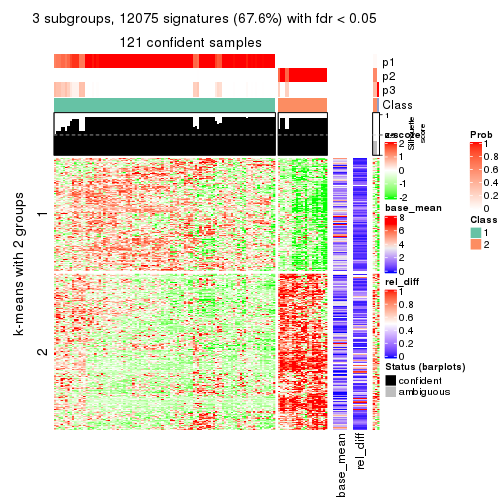 3 subgroups, 12075 signatures (67.6%) with fdr < 0.05
121 confident samples
p1
p2
p3
Class
1
Silhouette
score
k-means with 2 groups
1
2
base_mean
rel_diff
z-score
2
1
0
-1
-2
base_mean
8
6
4
2
0
rel_diff
1
0.8
0.6
0.4
0.2
0
Status (barplots)
confident
ambiguous
Prob
1
0.8
0.6
0.4
0.2
0
Class
1
2